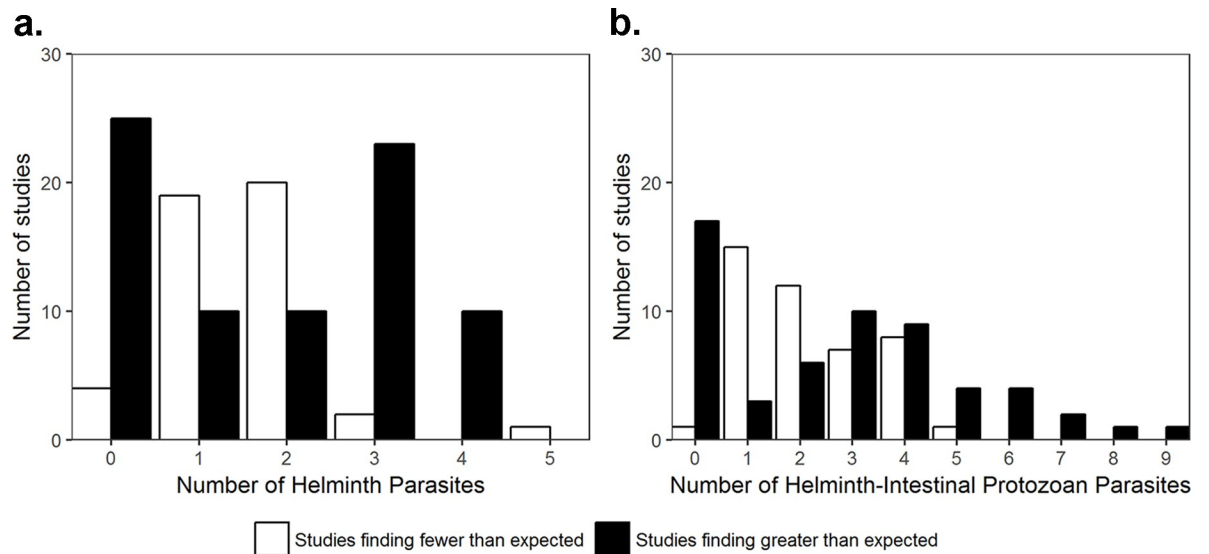 a.
30
20
10
0
Number of studies
0 1 2 3 4 5
Number of Helminth Parasites
b.
30
20
10
0
Number of studies
0 1 2 3 4 5 6 7 8 9
Number of Helminth-Intestinal Protozoan Parasites
Studies finding fewer than expected
Studies finding greater than expected